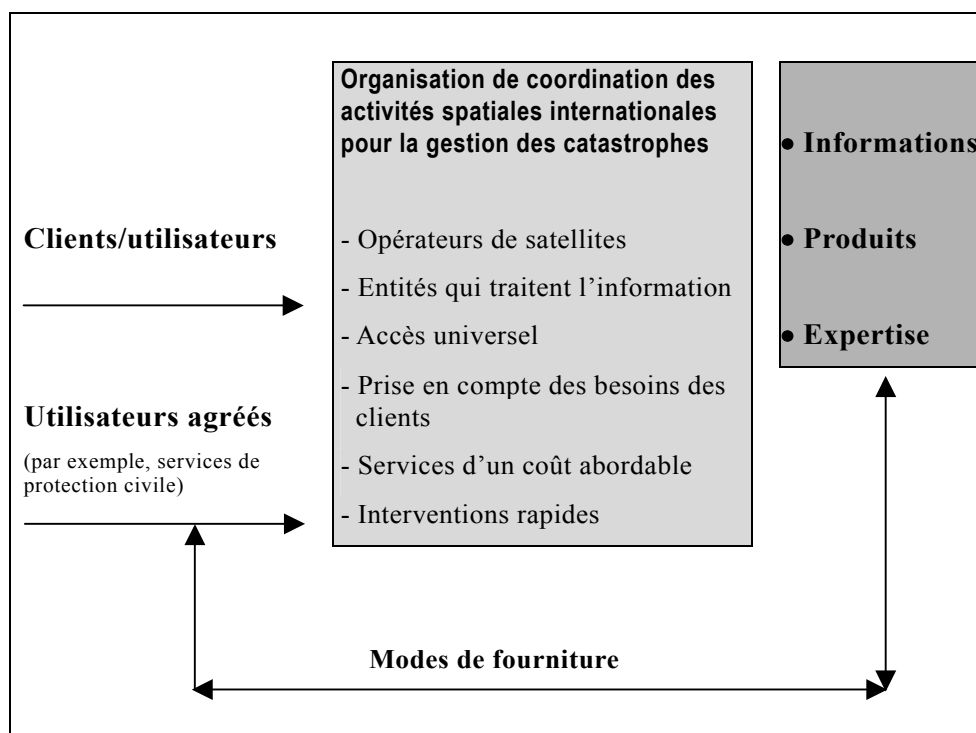 Organisation de coordination des
activités spatiales internationales
pour la gestion des catastrophes
Clients/utilisateurs
Utilisateurs agréés
(par exemple, services de
protection civile)
- Opérateurs de satellites
- Entités qui traitent l’information
- Accès universel
- Prise en compte des besoins des
clients
- Services d’un coût abordable
- Interventions rapides
• Informations
• Produits
• Expertise
Modes de fourniture